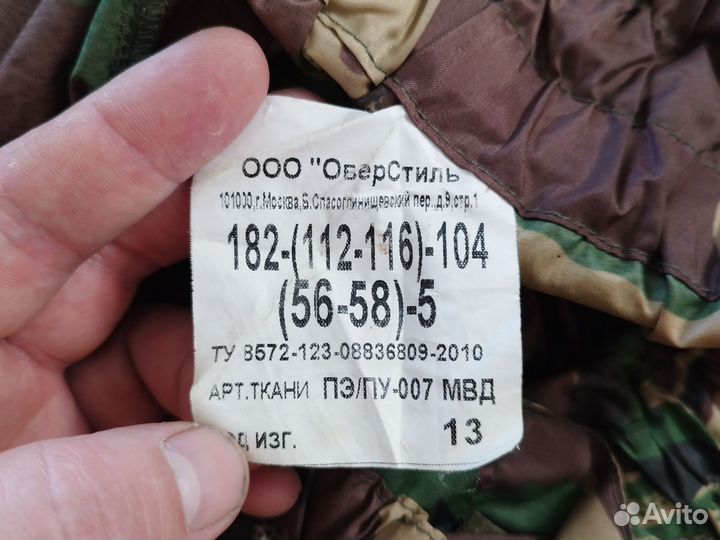 ООО "ОверСтиль
101000,г.Москва,Б.Спасоглинищевский пер.,д.9,стр.1
182-(112-116)-104
(56-58)-5
ТУ 8572-123-08836809-2010
АРТ.ТКАНИ ПЭ/ПУ-007 МВД
ИЗГ. 13
Avito